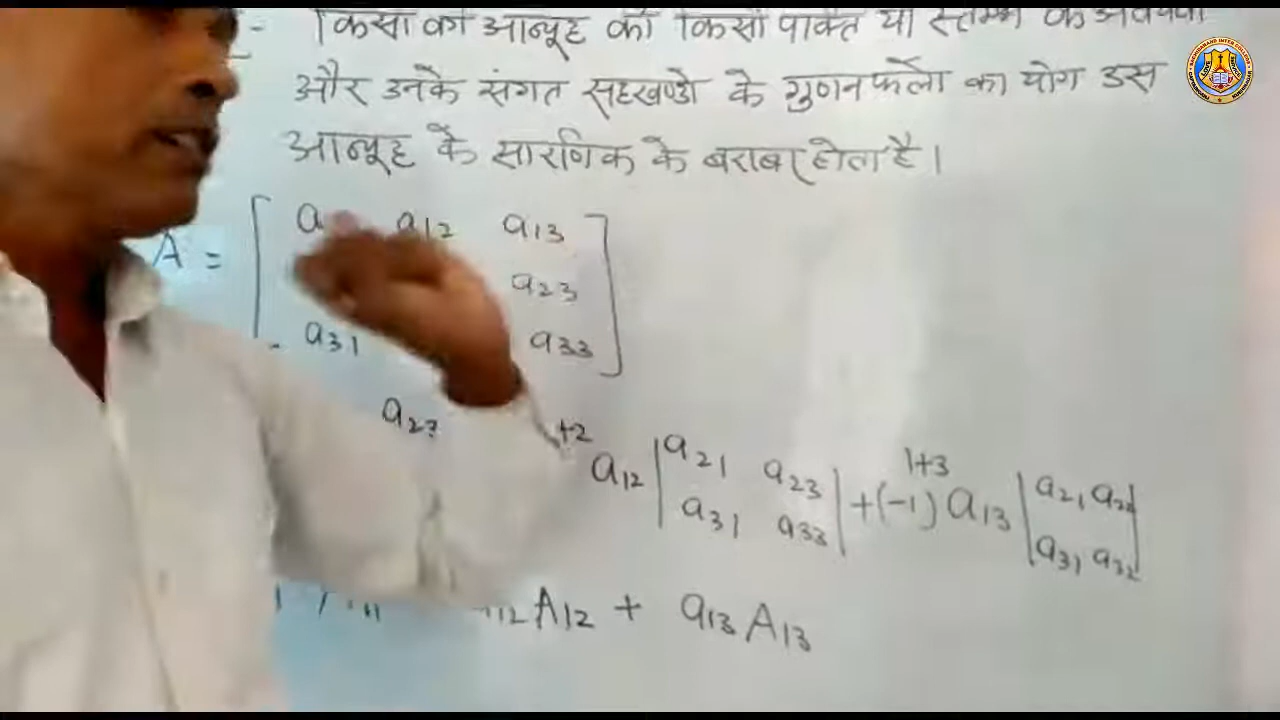 किसी की आव्यूह की किसी पंक्ति या स्तम्भ के अवयवों
और उनके संगत सहखण्डो के गुणनफलो का योग उस
आव्यूह के सारणिक के बराबर होता है।
A = [ a12 a13
a23
a31 a33 ]
+2 a12 | a21 a23 | + (-1)^{1+3} a13 | a21 a22 |
| a31 a33 | | a31 a32 |
A12 + a13 A13